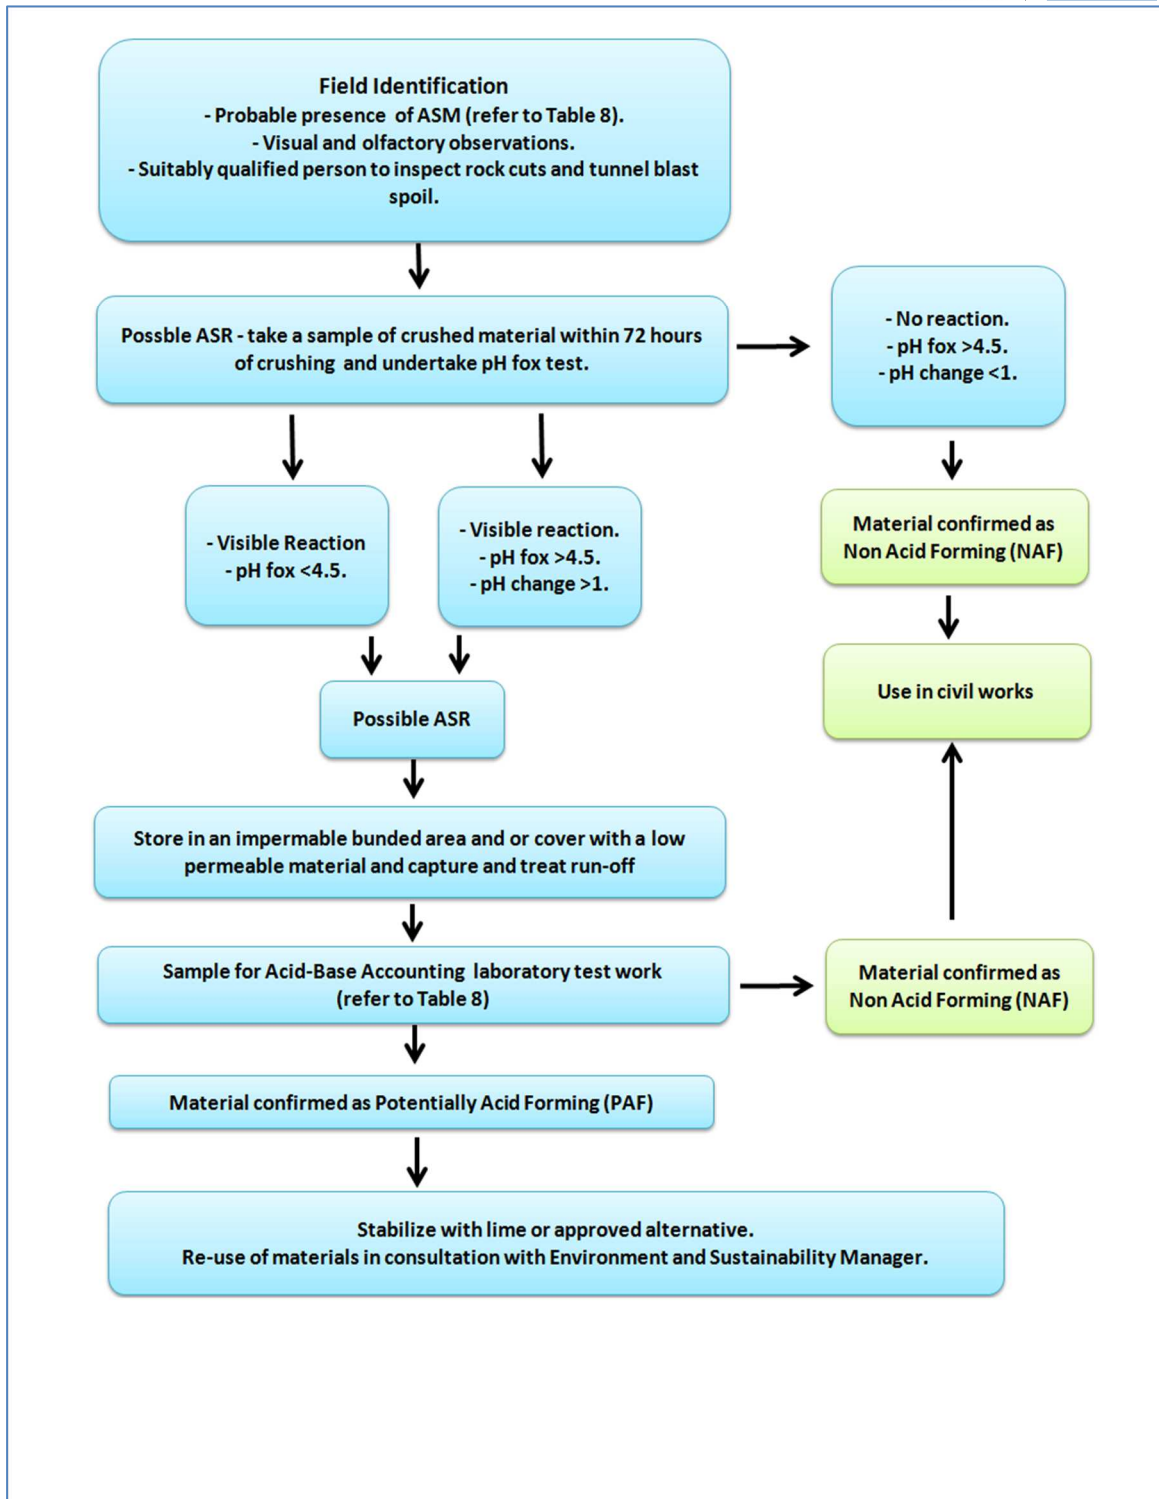 Field Identification
- Probable presence of ASM (refer to Table 8).
- Visual and olfactory observations.
- Suitably qualified person to inspect rock cuts and tunnel blast
spoil.
Possble ASR - take a sample of crushed material within 72 hours
of crushing and undertake pH fox test.
- No reaction.
- pH fox >4.5.
- pH change <1.
- Visible Reaction
- pH fox <4.5.
- Visible reaction.
- pH fox >4.5.
- pH change >1.
Material confirmed as
Non Acid Forming (NAF)
Use in civil works
Possible ASR
Store in an impermable bunded area and or cover with a low
permeable material and capture and treat run-off
Sample for Acid-Base Accounting laboratory test work
(refer to Table 8)
Material confirmed as
Non Acid Forming (NAF)
Material confirmed as Potentially Acid Forming (PAF)
Stabilize with lime or approved alternative.
Re-use of materials in consultation with Environment and Sustainability Manager.